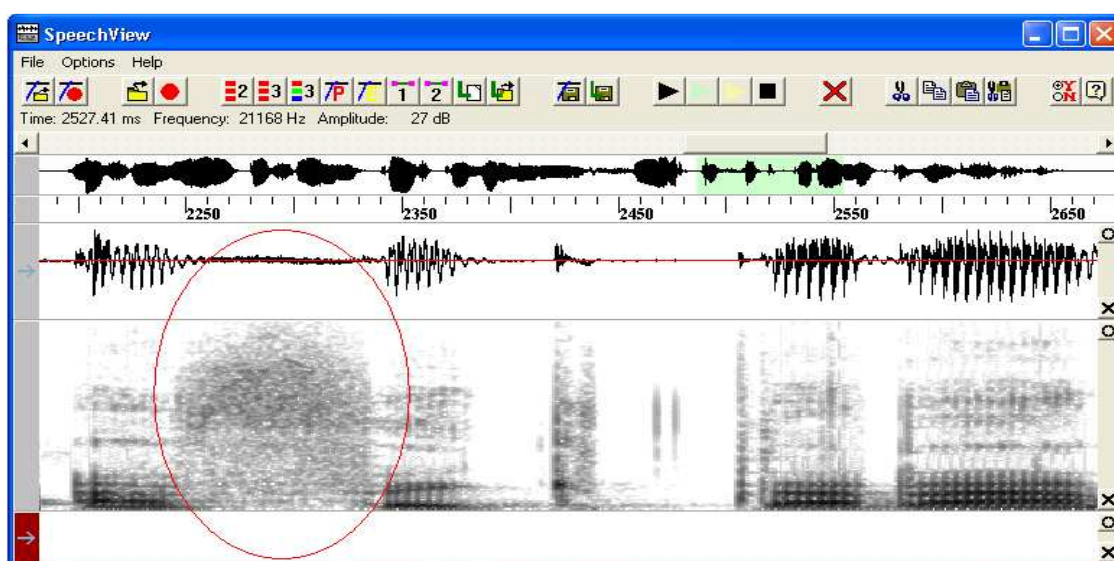 SpeechView
File Options Help
2 3 3 P 1 2
Time: 2527.41 ms Frequency: 21168 Hz Amplitude: 27 dB
2250 2350 2450 2550 2650